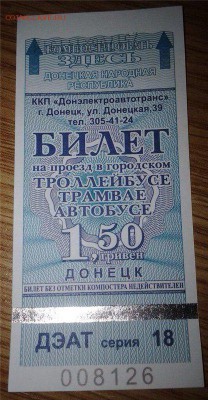 КОМПОСТИРОВАТЬ
ЗДЕСЬ
ДОНЕЦКАЯ НАРОДНАЯ
РЕСПУБЛИКА
ККП «Донэлектроавтотранс»
г. Донецк, ул. Донецкая,39
тел. 305-41-24
БИЛЕТ
на проезд в городском
ТРОЛЛЕЙБУСЕ
ТРАМВАЕ
АВТОБУСЕ
1,50 гривен
ДОНЕЦК
БИЛЕТ БЕЗ ОТМЕТКИ КОМПОСТЕРА НЕДЕЙСТВИТЕЛЕН
ДЭАТ серия 18
008126